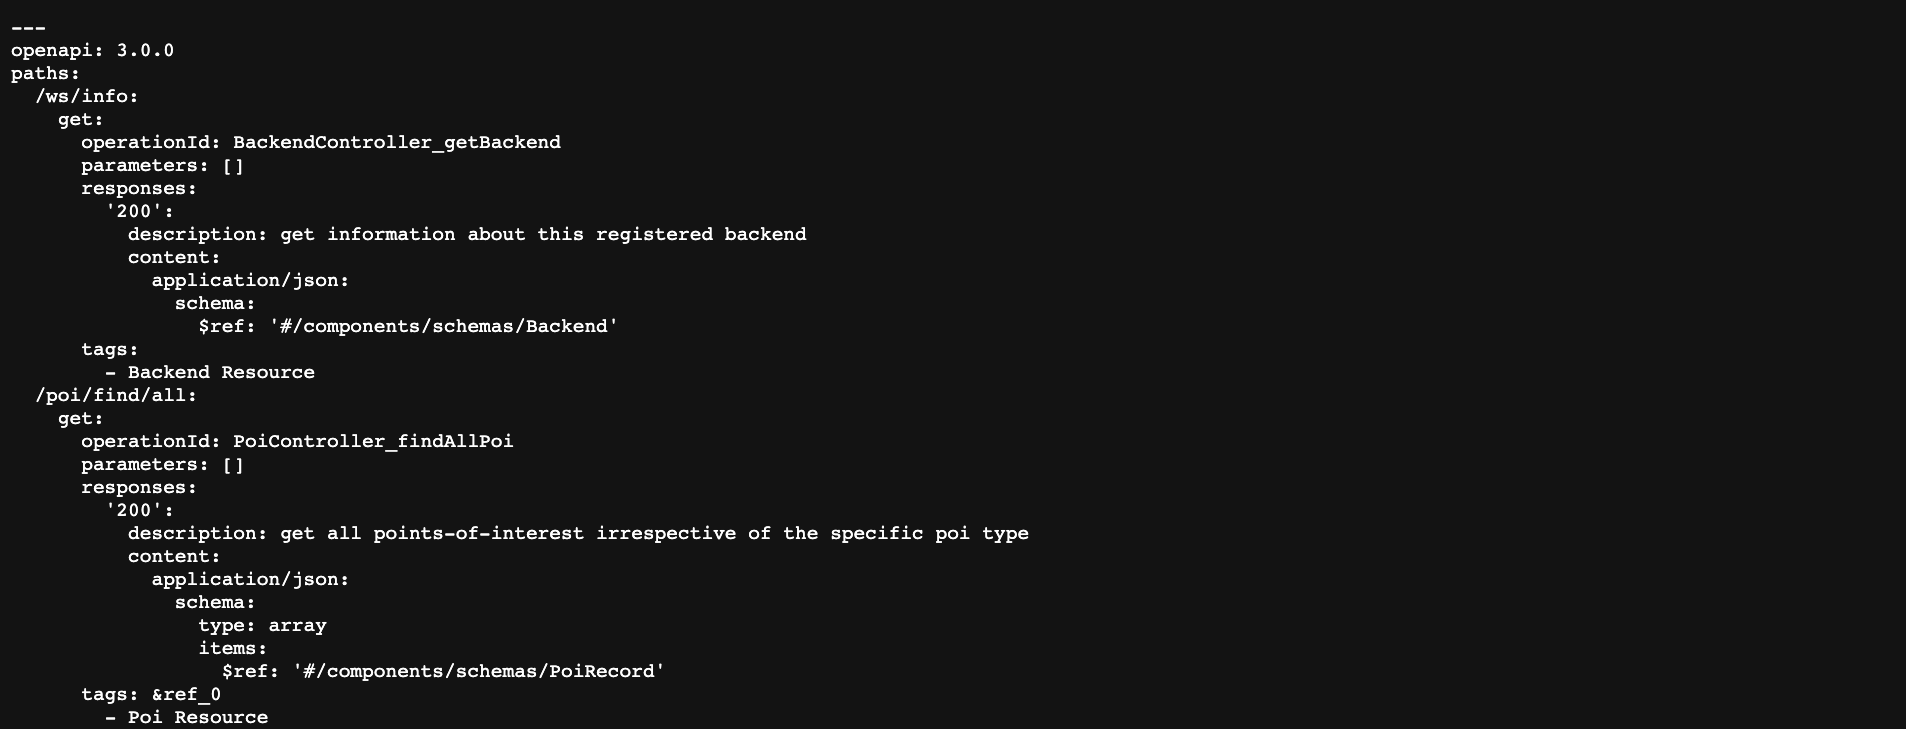 ---
openapi: 3.0.0
paths:
  /ws/info:
    get:
      operationId: BackendController_getBackend
      parameters: []
      responses:
        '200':
          description: get information about this registered backend
          content:
            application/json:
              schema:
                $ref: '#/components/schemas/Backend'
      tags:
        - Backend Resource
  /poi/find/all:
    get:
      operationId: PoiController_findAllPoi
      parameters: []
      responses:
        '200':
          description: get all points-of-interest irrespective of the specific poi type
          content:
            application/json:
              schema:
                type: array
                items:
                  $ref: '#/components/schemas/PoiRecord'
      tags: &ref_0
        - Poi Resource